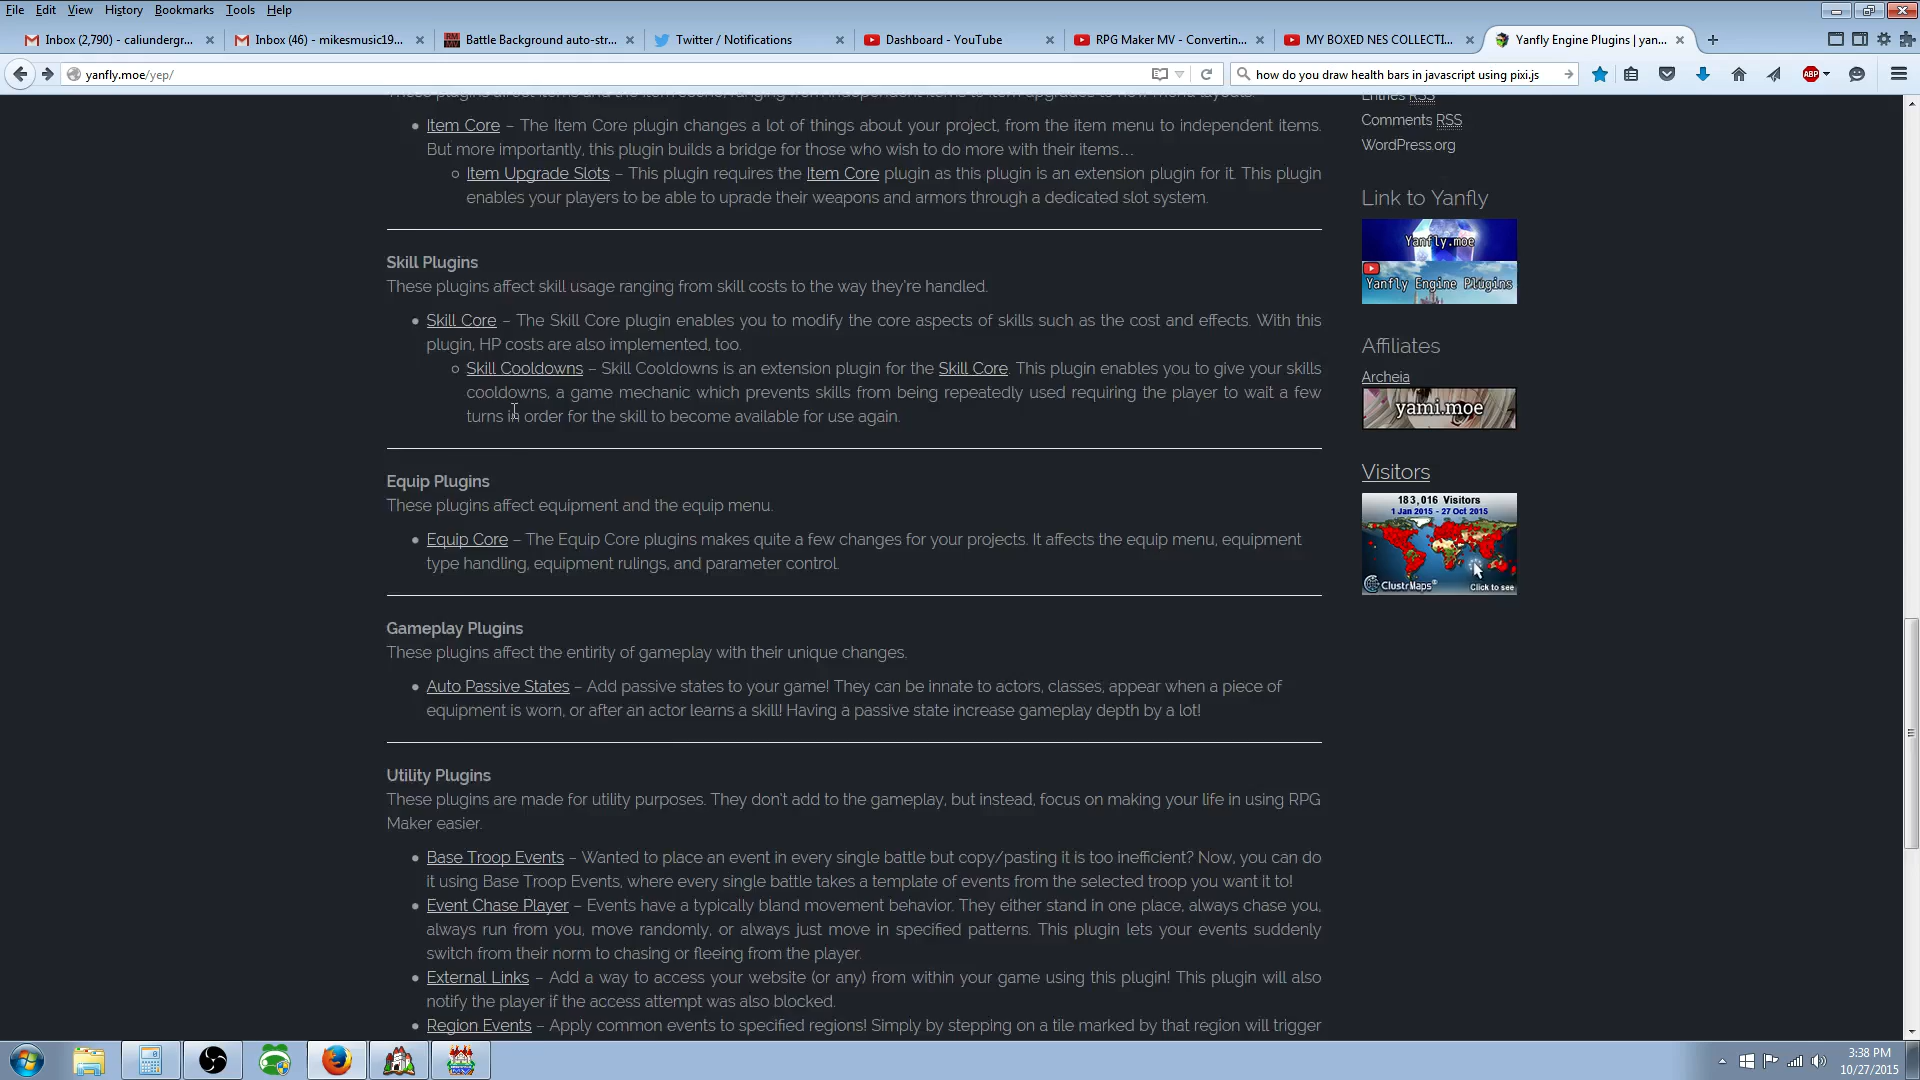 File Edit View History Bookmarks Tools Help
Inbox (2,790) - caliundergr...
Inbox (46) - mikesmusic19...
Battle Background auto-str...
Twitter / Notifications
Dashboard - YouTube
RPG Maker MV - Convertin...
MY BOXED NES COLLECTI...
Yanfly Engine Plugins | yan...
yanfly.moe/yep/
how do you draw health bars in javascript using pixi.js
ABP
Item Core – The Item Core plugin changes a lot of things about your project, from the item menu to independent items.
But more importantly, this plugin builds a bridge for those who wish to do more with their items…
Item Upgrade Slots – This plugin requires the Item Core plugin as this plugin is an extension plugin for it. This plugin
enables your players to be able to uprade their weapons and armors through a dedicated slot system.
Skill Plugins
These plugins affect skill usage ranging from skill costs to the way they're handled.
Skill Core – The Skill Core plugin enables you to modify the core aspects of skills such as the cost and effects. With this
plugin, HP costs are also implemented, too.
Skill Cooldowns – Skill Cooldowns is an extension plugin for the Skill Core. This plugin enables you to give your skills
cooldowns, a game mechanic which prevents skills from being repeatedly used requiring the player to wait a few
turns in order for the skill to become available for use again.
Equip Plugins
These plugins affect equipment and the equip menu.
Equip Core – The Equip Core plugins makes quite a few changes for your projects. It affects the equip menu, equipment
type handling, equipment rulings, and parameter control.
Gameplay Plugins
These plugins affect the entirity of gameplay with their unique changes.
Auto Passive States – Add passive states to your game! They can be innate to actors, classes, appear when a piece of
equipment is worn, or after an actor learns a skill! Having a passive state increase gameplay depth by a lot!
Utility Plugins
These plugins are made for utility purposes. They don't add to the gameplay, but instead, focus on making your life in using RPG
Maker easier.
Base Troop Events – Wanted to place an event in every single battle but copy/pasting it is too inefficient? Now, you can do
it using Base Troop Events, where every single battle takes a template of events from the selected troop you want it to!
Event Chase Player – Events have a typically bland movement behavior. They either stand in one place, always chase you,
always run from you, move randomly, or always just move in specified patterns. This plugin lets your events suddenly
switch from their norm to chasing or fleeing from the player.
External Links – Add a way to access your website (or any) from within your game using this plugin! This plugin will also
notify the player if the access attempt was also blocked.
Region Events – Apply common events to specified regions! Simply by stepping on a tile marked by that region will trigger
Entries RSS
Comments RSS
WordPress.org
Link to Yanfly
Yanfly.moe
Yanfly Engine Plugins
Affiliates
Archeia
yami.moe
Visitors
183,016 Visitors
1 Jan 2015 - 27 Oct 2015
ClustrMaps®
Click to see
3:38 PM
10/27/2015